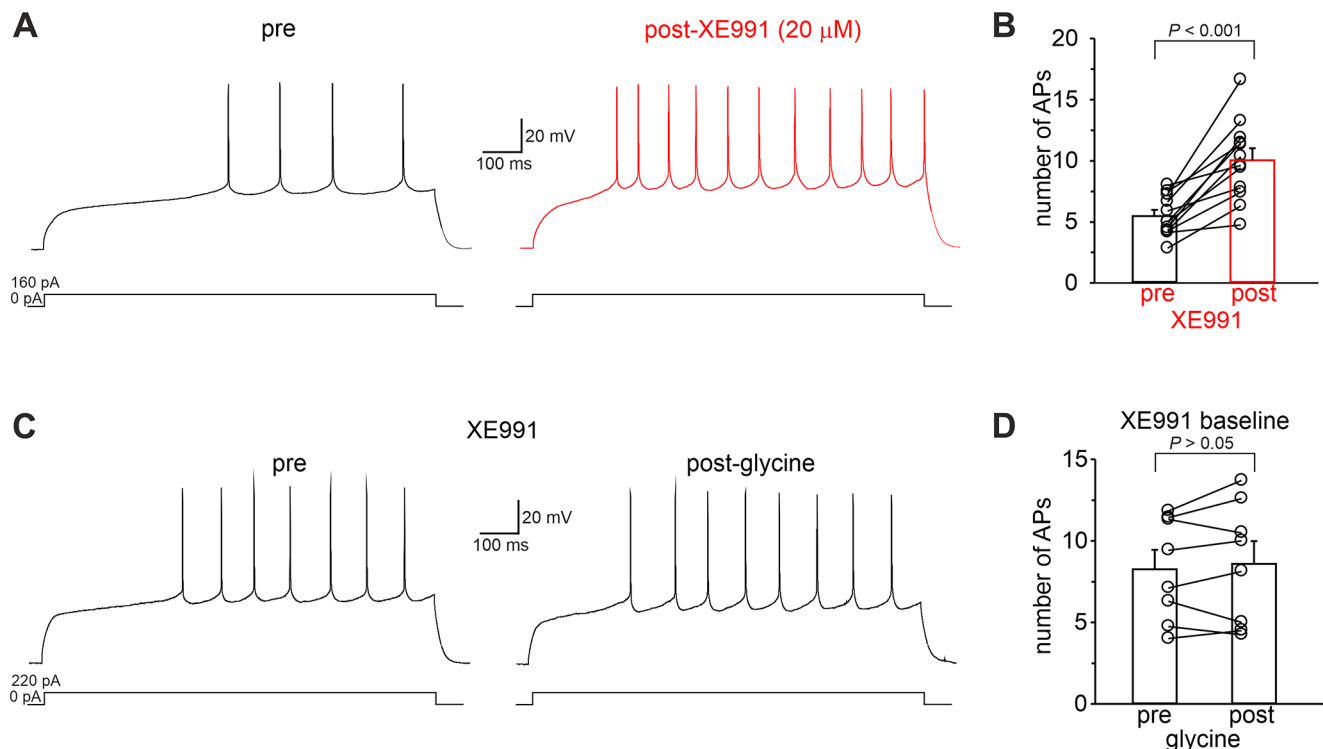 A
pre
post-XE991 (20 μM)
20 mV
100 ms
160 pA
0 pA
B
P < 0.001
20
15
10
5
0
number of APs
pre
post
XE991
C
XE991
pre
post-glycine
20 mV
100 ms
220 pA
0 pA
D
XE991 baseline
P > 0.05
15
10
5
0
number of APs
pre
post
glycine